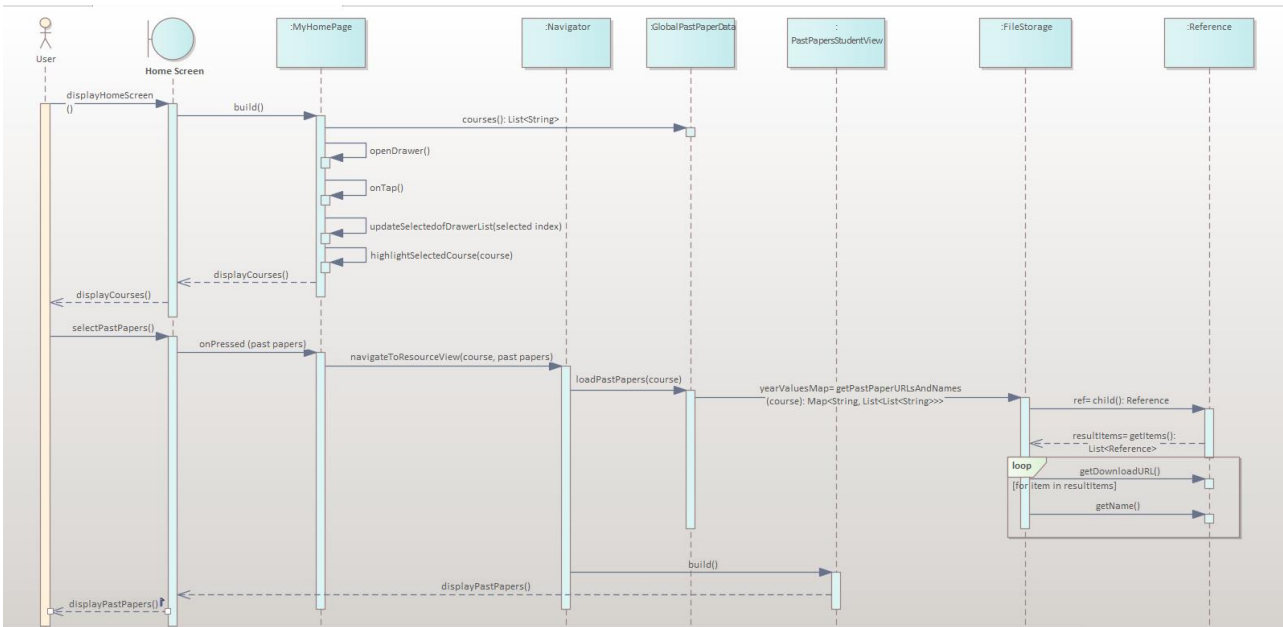 :MyHomePage
:Navigator
:GlobalPastPaperData
:
PastPapersStudentView
:FileStorage
:Reference
User
Home Screen
displayHomeScreen
()
build()
courses(): List<String>
openDrawer()
onTap()
updateSelectedofDrawerList(selected index)
highlightSelectedCourse(course)
displayCourses()
displayCourses()
selectPastPapers()
onPressed (past papers)
navigateToResourceView(course, past papers)
loadPastPapers(course)
yearValuesMap= getPastPaperURLsAndNames
(course): Map<String, List<List<String>>>
ref= child(): Reference
resultItems= getItems():
List<Reference>
loop
getDownloadURL()
[for item in resultItems]
getName()
build()
displayPastPapers()
displayPastPapers()